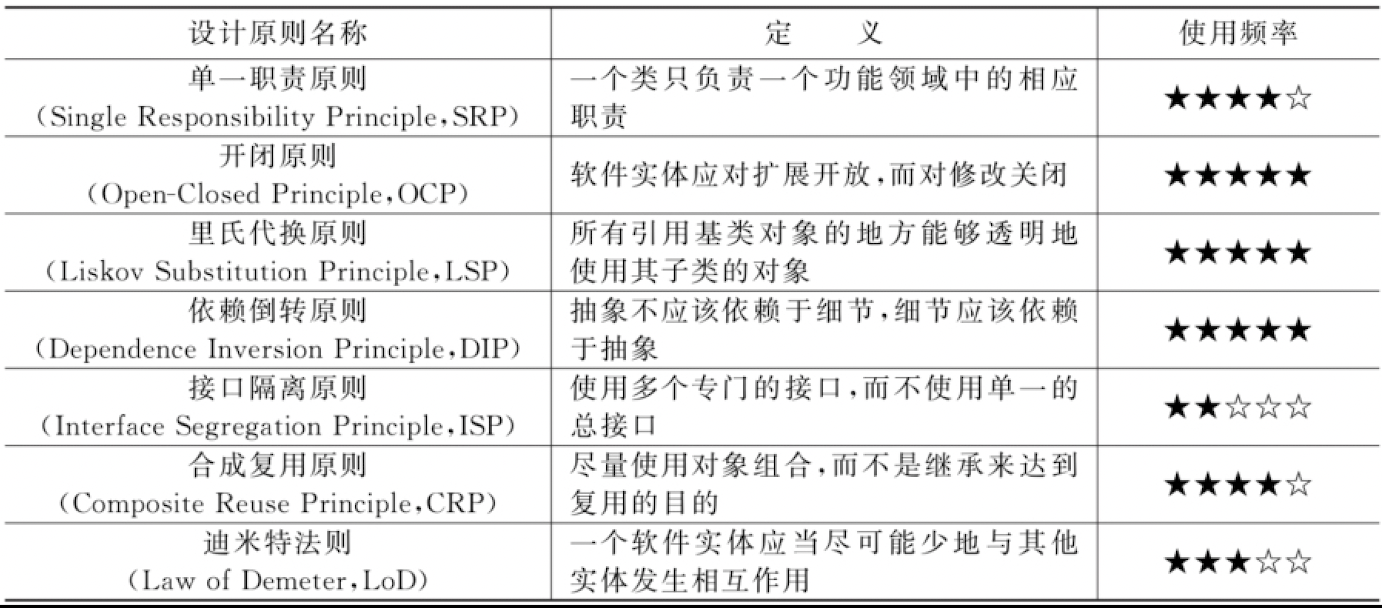 设计原则名称 定 义 使用频率
单一职责原则
(Single Responsibility Principle,SRP)
一个类只负责一个功能领域中的相应
职责
★★★★☆
开闭原则
(Open-Closed Principle,OCP)
软件实体应对扩展开放,而对修改关闭
★★★★★
里氏代换原则
(Liskov Substitution Principle,LSP)
所有引用基类对象的地方能够透明地
使用其子类的对象
★★★★★
依赖倒转原则
(Dependence Inversion Principle,DIP)
抽象不应该依赖于细节,细节应该依赖
于抽象
★★★★★
接口隔离原则
(Interface Segregation Principle,ISP)
使用多个专门的接口,而不使用单一的
总接口
★★☆☆☆
合成复用原则
(Composite Reuse Principle,CRP)
尽量使用对象组合,而不是继承来达到
复用的目的
★★★★☆
迪米特法则
(Law of Demeter,LoD)
一个软件实体应当尽可能少地与其他
实体发生相互作用
★★★☆☆